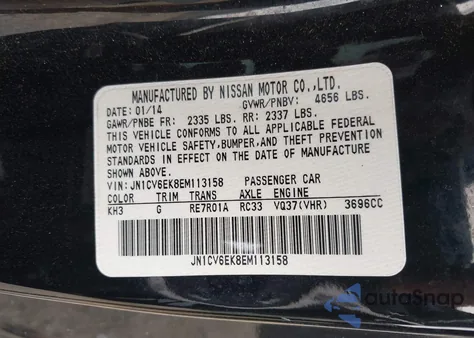 MANUFACTURED BY NISSAN MOTOR CO.,LTD.
DATE: 01/14 GVWR/PNBV: 4656 LBS.
GAWR/PNBE FR: 2335 LBS. RR: 2337 LBS.
THIS VEHICLE CONFORMS TO ALL APPLICABLE FEDERAL
MOTOR VEHICLE SAFETY,BUMPER,AND THEFT PREVENTION
STANDARDS IN EFFECT ON THE DATE OF MANUFACTURE
SHOWN ABOVE.
VIN: JN1CV6EK8EM113158 PASSENGER CAR
COLOR TRIM TRANS AXLE ENGINE
KH3 G RE7R01A RC33 VQ37(VHR) 3696CC
JN1CV6EK8EM113158
autaSnap